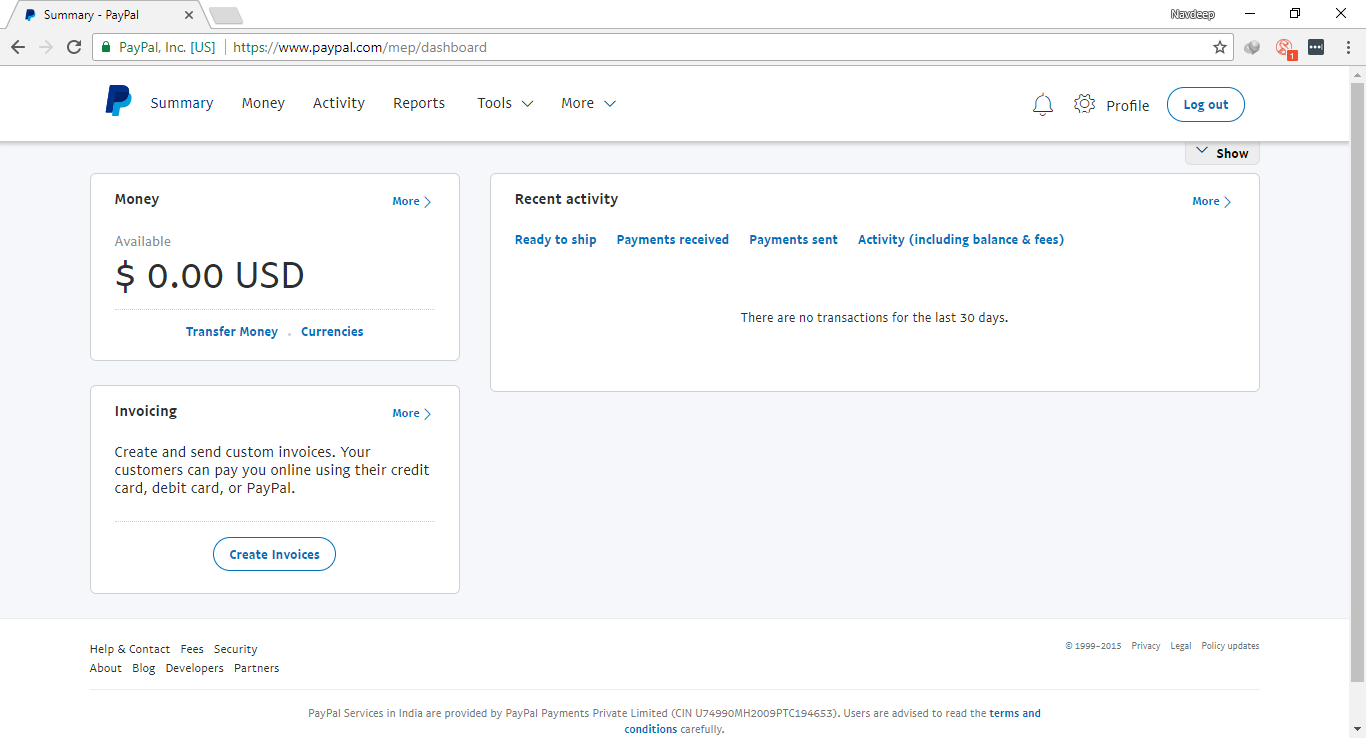 Summary - PayPal
Navdeep
PayPal, Inc. [US] https://www.paypal.com/mep/dashboard
1
Summary Money Activity Reports Tools More
Profile Log out
Show
Money More
Available
$ 0.00 USD
Transfer Money . Currencies
Recent activity More
Ready to ship Payments received Payments sent Activity (including balance & fees)
There are no transactions for the last 30 days.
Invoicing More
Create and send custom invoices. Your
customers can pay you online using their credit
card, debit card, or PayPal.
Create Invoices
Help & Contact Fees Security
About Blog Developers Partners
© 1999-2015 Privacy Legal Policy updates
PayPal Services in India are provided by PayPal Payments Private Limited (CIN U74990MH2009PTC194653). Users are advised to read the terms and
conditions carefully.